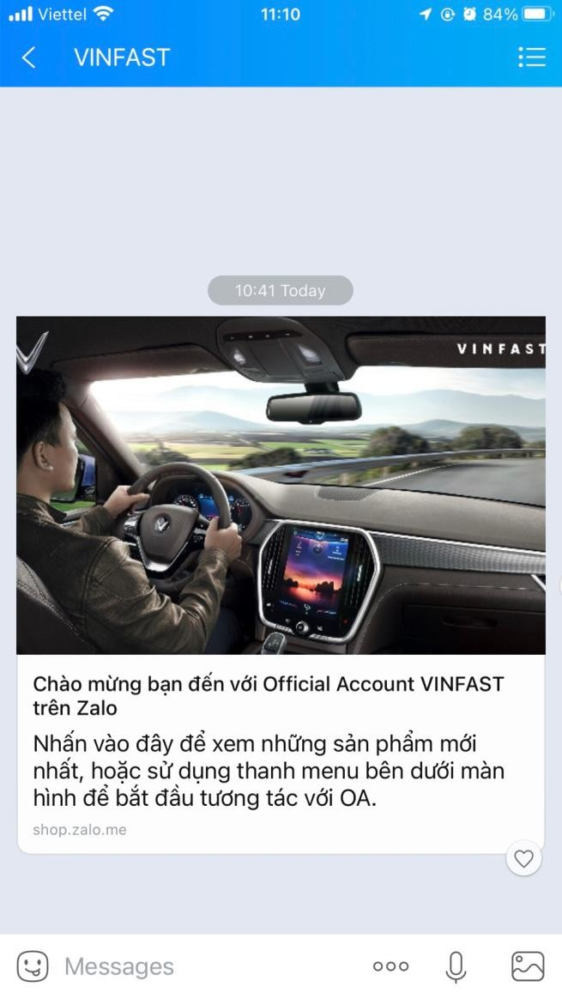 Viettel 11:10 84%
VINFAST
10:41 Today
VINFAST
Chào mừng bạn đến với Official Account VINFAST
trên Zalo
Nhấn vào đây để xem những sản phẩm mới
nhất, hoặc sử dụng thanh menu bên dưới màn
hình để bắt đầu tương tác với OA.
shop.zalo.me
Messages